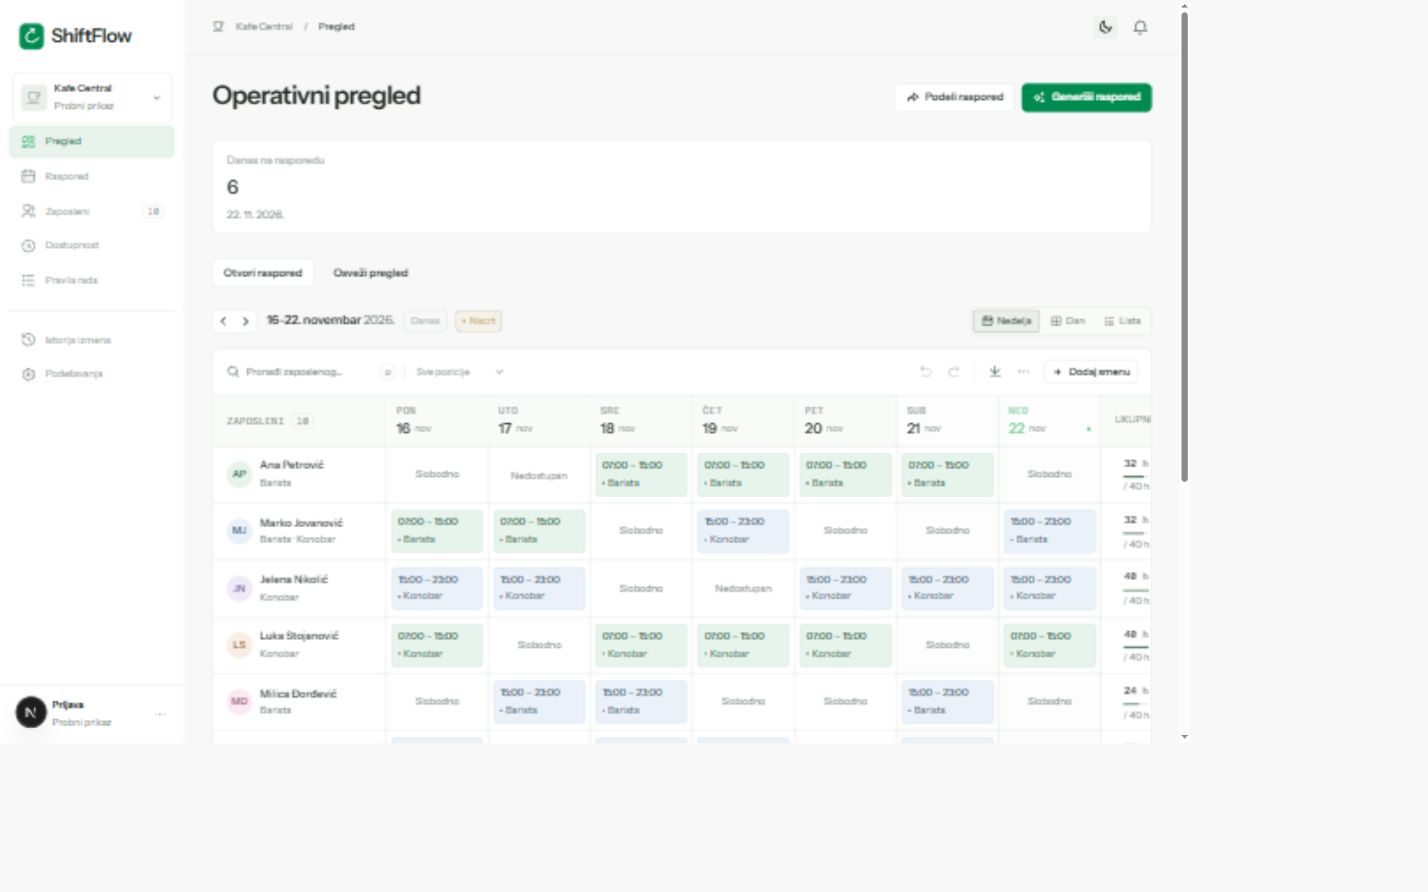 ShiftFlow
Kafe Central
Probni prikaz
Pregled
Raspored
Zaposleni 10
Dostupnost
Pravila rada
Istorija izmena
Podešavanja
N
Prijava
Probni prikaz
Kafe Central / Pregled
Operativni pregled
Podeli raspored
Generiši raspored
Danas na rasporedu
6
22. 11. 2026.
Otvori raspored Osveži pregled
16–22. novembar 2026. Danas Nacrt
Nedelja Dan Lista
Pronađi zaposlenog... Sve pozicije
+ Dodaj smenu
ZAPOSLENI 10 PON 16 nov UTO 17 nov SRE 18 nov ČET 19 nov PET 20 nov SUB 21 nov NED 22 nov UKUPN
AP Ana Petrović Barista Slobodno Nedostupan 07:00 – 15:00 Barista 07:00 – 15:00 Barista 07:00 – 15:00 Barista 07:00 – 15:00 Barista Slobodno 32 h / 40 h
MJ Marko Jovanović Barista · Konobar 07:00 – 15:00 Barista 07:00 – 15:00 Barista Slobodno 15:00 – 23:00 Konobar Slobodno Slobodno 15:00 – 23:00 Barista 32 h / 40 h
JN Jelena Nikolić Konobar 15:00 – 23:00 Konobar 15:00 – 23:00 Konobar Slobodno Nedostupan 15:00 – 23:00 Konobar 15:00 – 23:00 Konobar 15:00 – 23:00 Konobar 40 h / 40 h
LS Luka Stojanović Konobar 07:00 – 15:00 Konobar Slobodno 07:00 – 15:00 Konobar 07:00 – 15:00 Konobar 07:00 – 15:00 Konobar Slobodno 07:00 – 15:00 Konobar 40 h / 40 h
MD Milica Đorđević Barista Slobodno 15:00 – 23:00 Barista 15:00 – 23:00 Barista Slobodno Slobodno 15:00 – 23:00 Barista Slobodno 24 h / 40 h